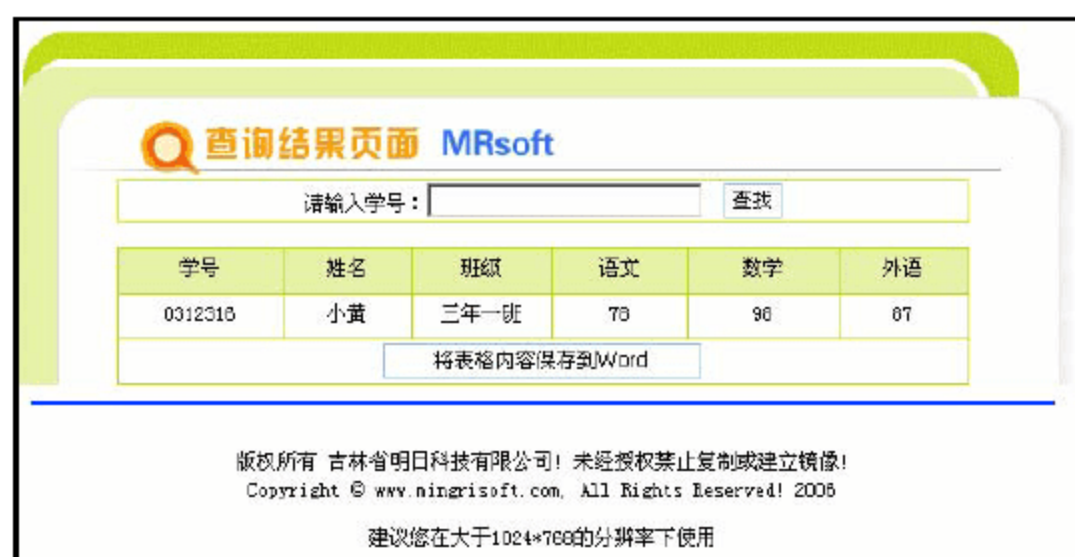 查询结果页面 MRsoft
请输入学号: 查找
学号 姓名 班级 语文 数学 外语
小黄 三年一班
将表格内容保存到Word
版权所有 吉林省明日科技有限公司! 未经授权禁止复制或建立镜像!
Copyright © www.mingrisoft.com, All Rights Reserved! 2006
建议您在大于1024*768的分辨率下使用